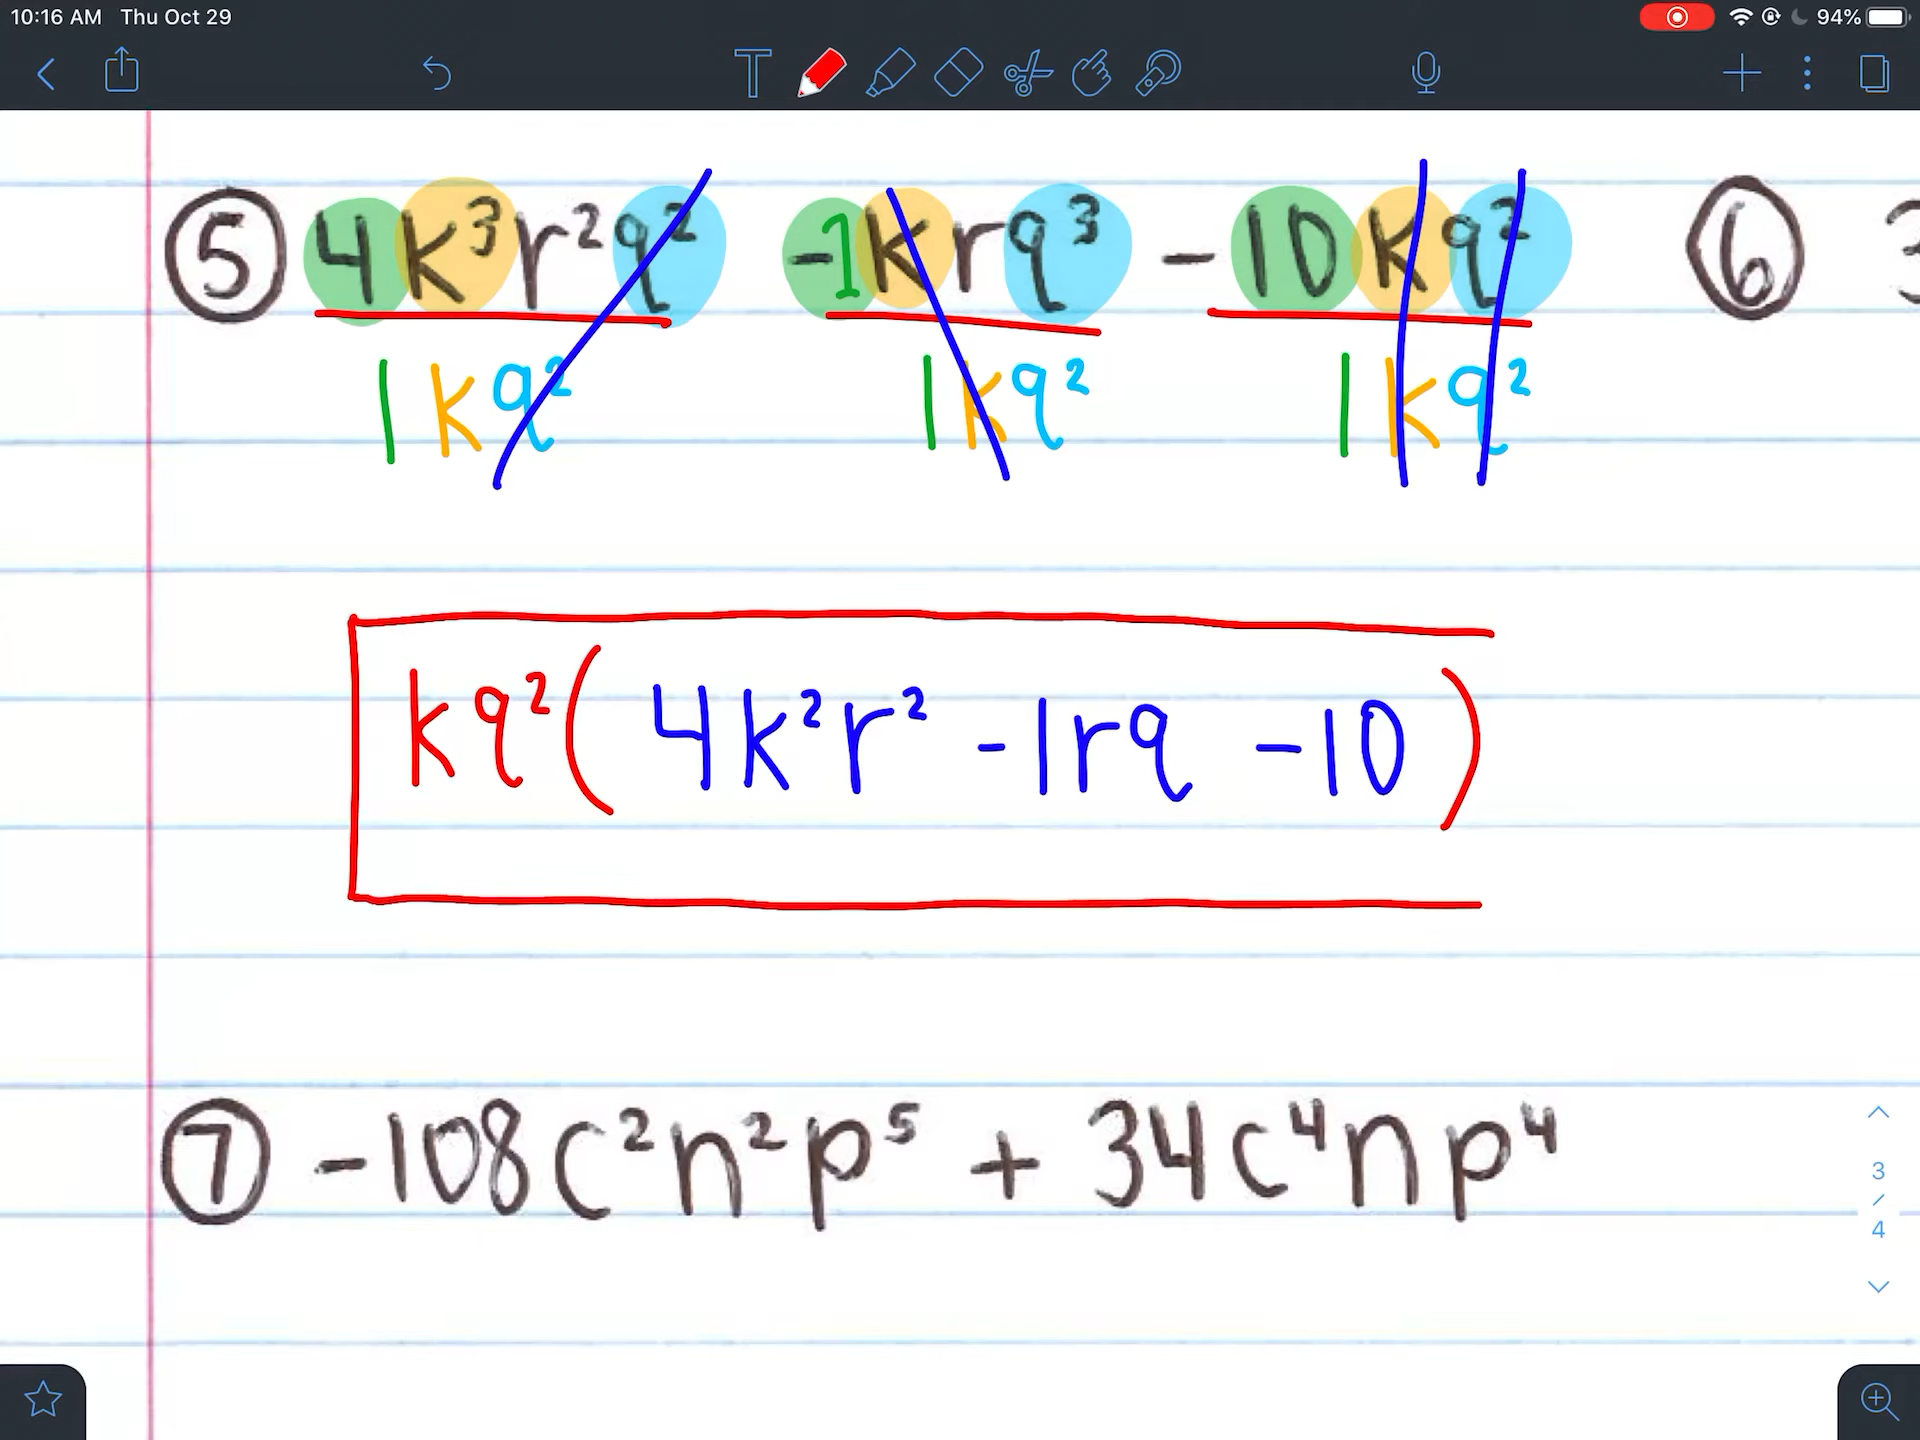 10:16 AM Thu Oct 29 94%
T
5 4k³r²q² -1krq³ -10kq² 6 3
1kq² 1kq² 1kq²
kq²(4k²r² -1rq -10)
7 -108c²n²p⁵ + 34c⁴np⁴
3
/
4